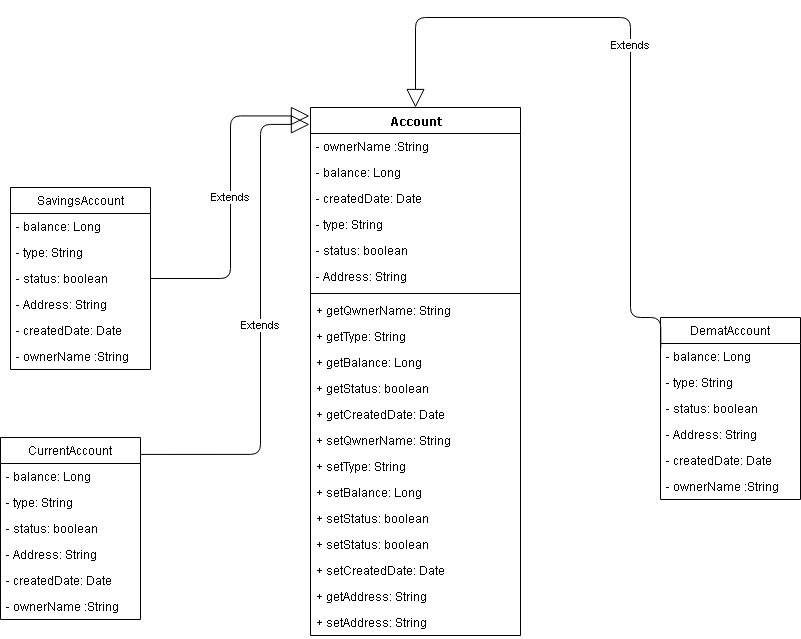 Extends
Account
- ownerName :String
- balance: Long
- createdDate: Date
- type: String
- status: boolean
- Address: String
+ getQwnerName: String
+ getType: String
+ getBalance: Long
+ getStatus: boolean
+ getCreatedDate: Date
+ setQwnerName: String
+ setType: String
+ setBalance: Long
+ setStatus: boolean
+ setStatus: boolean
+ setCreatedDate: Date
+ getAddress: String
+ setAddress: String
SavingsAccount
- balance: Long
- type: String
- status: boolean
- Address: String
- createdDate: Date
- ownerName :String
Extends
Extends
CurrentAccount
- balance: Long
- type: String
- status: boolean
- Address: String
- createdDate: Date
- ownerName :String
DematAccount
- balance: Long
- type: String
- status: boolean
- Address: String
- createdDate: Date
- ownerName :String